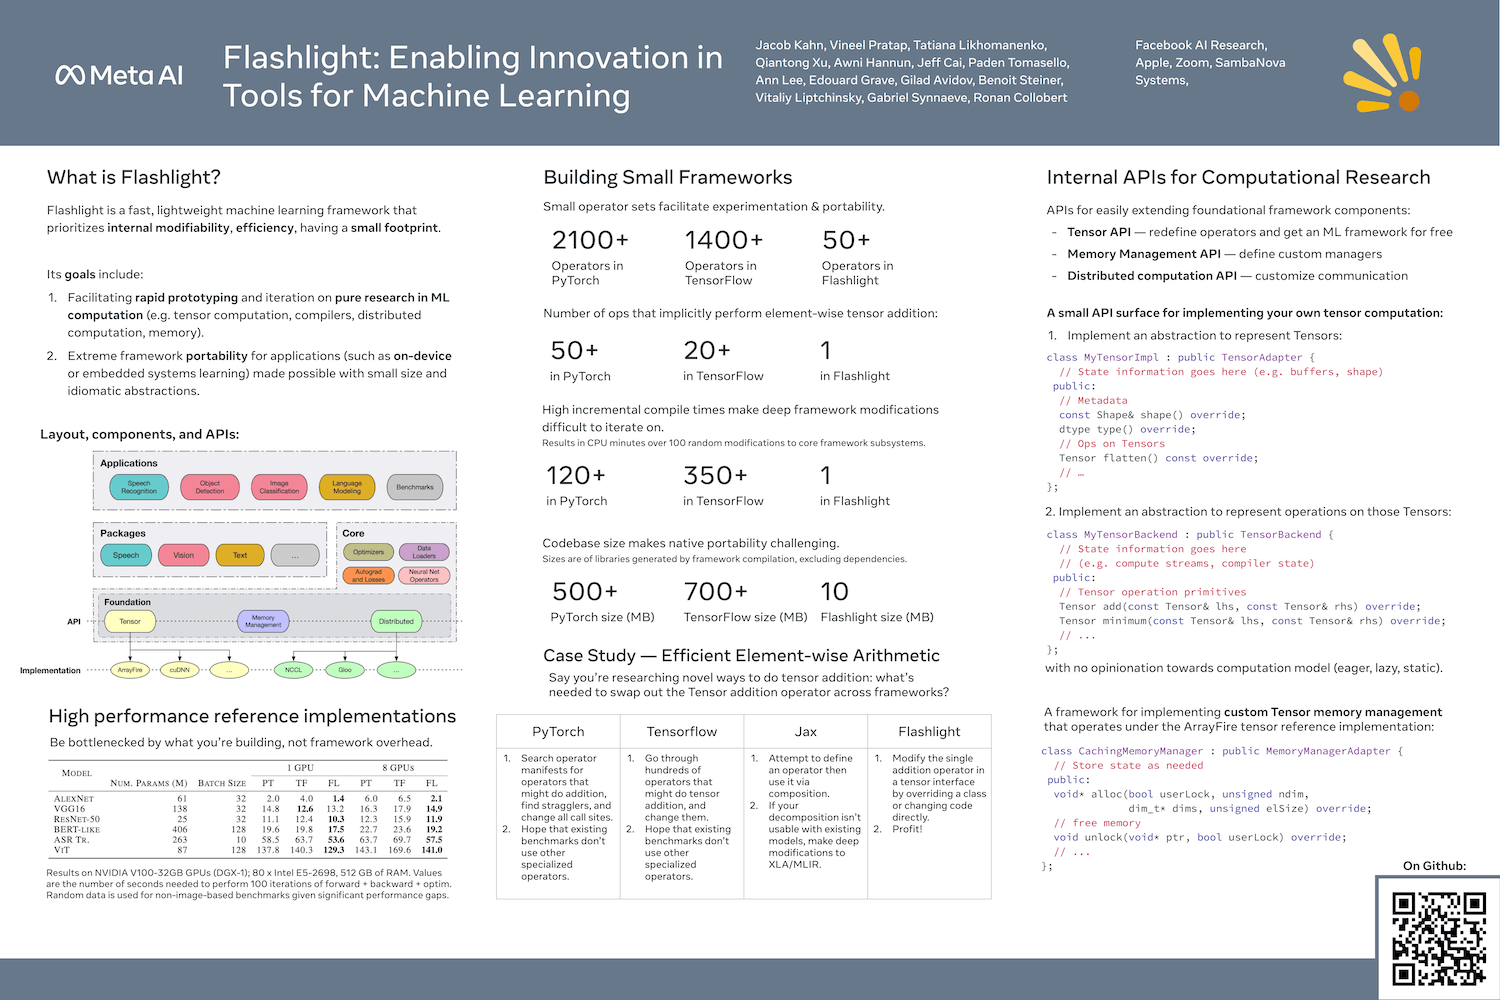 Meta AI
Flashlight: Enabling Innovation in
Tools for Machine Learning
Jacob Kahn, Vineel Pratap, Tatiana Likhomanenko,
Qiantong Xu, Awni Hannun, Jeff Cai, Paden Tomasello,
Ann Lee, Edouard Grave, Gilad Avidov, Benoit Steiner,
Vitaliy Liptchinsky, Gabriel Synnaeve, Ronan Collobert
Facebook AI Research,
Apple, Zoom, SambaNova
Systems,
What is Flashlight?
Flashlight is a fast, lightweight machine learning framework that
prioritizes internal modifiability, efficiency, having a small footprint.
Its goals include:
1. Facilitating rapid prototyping and iteration on pure research in ML
computation (e.g. tensor computation, compilers, distributed
computation, memory).
2. Extreme framework portability for applications (such as on-device
or embedded systems learning) made possible with small size and
idiomatic abstractions.
Layout, components, and APIs:
Applications
Speech
Recognition
Object
Detection
Image
Classification
Language
Modeling
Benchmarks
Packages
Speech
Vision
Text
...
Core
Optimizers
Data
Loaders
Autograd
and Losses
Neural Net
Operators
Foundation
API
Tensor
Memory
Management
Distributed
Implementation
ArrayFire
cuDNN
...
NCCL
Gloo
...
High performance reference implementations
Be bottlenecked by what you're building, not framework overhead.
1 GPU 8 GPUs
MODEL NUM. PARAMS (M) BATCH SIZE PT TF FL PT TF FL
ALEXNET 61 32 2.0 4.0 1.4 6.0 6.5 2.1
VGG16 138 32 14.8 12.6 13.2 16.3 17.9 14.9
RESNET-50 25 32 11.1 12.4 10.3 12.3 15.9 11.9
BERT-LIKE 406 128 19.6 19.8 17.5 22.7 23.6 19.2
ASR TR. 263 10 58.5 63.7 53.6 63.7 69.7 57.5
VIT 87 128 137.8 140.3 129.3 143.1 169.6 141.0
Results on NVIDIA V100-32GB GPUs (DGX-1); 80 x Intel E5-2698, 512 GB of RAM. Values
are the number of seconds needed to perform 100 iterations of forward + backward + optim.
Random data is used for non-image-based benchmarks given significant performance gaps.
Building Small Frameworks
Small operator sets facilitate experimentation & portability.
2100+ 1400+ 50+
Operators in Operators in Operators in
PyTorch TensorFlow Flashlight
Number of ops that implicitly perform element-wise tensor addition:
50+ 20+ 1
in PyTorch in TensorFlow in Flashlight
High incremental compile times make deep framework modifications
difficult to iterate on.
Results in CPU minutes over 100 random modifications to core framework subsystems.
120+ 350+ 1
in PyTorch in TensorFlow in Flashlight
Codebase size makes native portability challenging.
Sizes are of libraries generated by framework compilation, excluding dependencies.
500+ 700+ 10
PyTorch size (MB) TensorFlow size (MB) Flashlight size (MB)
Case Study — Efficient Element-wise Arithmetic
Say you're researching novel ways to do tensor addition: what's
needed to swap out the Tensor addition operator across frameworks?
PyTorch
1. Search operator
manifests for
operators that
might do addition,
find stragglers, and
change all call sites.
2. Hope that existing
benchmarks don't
use other
specialized
operators.
Tensorflow
1. Go through
hundreds of
operators that
might do tensor
addition, and
change them.
2. Hope that existing
benchmarks don't
use other
specialized
operators.
Jax
1. Attempt to define
an operator then
use it via
composition.
2. If your
decomposition isn't
usable with existing
models, make deep
modifications to
XLA/MLIR.
Flashlight
1. Modify the single
addition operator in
a tensor interface
by overriding a class
or changing code
directly.
2. Profit!
Internal APIs for Computational Research
APIs for easily extending foundational framework components:
- Tensor API — redefine operators and get an ML framework for free
- Memory Management API — define custom managers
- Distributed computation API — customize communication
A small API surface for implementing your own tensor computation:
1. Implement an abstraction to represent Tensors:
class MyTensorImpl : public TensorAdapter {
// State information goes here (e.g. buffers, shape)
public:
// Metadata
const Shape& shape() override;
dtype type() override;
// Ops on Tensors
Tensor flatten() const override;
// …
};
2. Implement an abstraction to represent operations on those Tensors:
class MyTensorBackend : public TensorBackend {
// State information goes here
// (e.g. compute streams, compiler state)
public:
// Tensor operation primitives
Tensor add(const Tensor& lhs, const Tensor& rhs) override;
Tensor minimum(const Tensor& lhs, const Tensor& rhs) override;
// ...
};
with no opinionation towards computation model (eager, lazy, static).
A framework for implementing custom Tensor memory management
that operates under the ArrayFire tensor reference implementation:
class CachingMemoryManager : public MemoryManagerAdapter {
// Store state as needed
public:
void* alloc(bool userLock, unsigned ndim,
dim_t* dims, unsigned elSize) override;
// free memory
void unlock(void* ptr, bool userLock) override;
// ...
};
On Github: